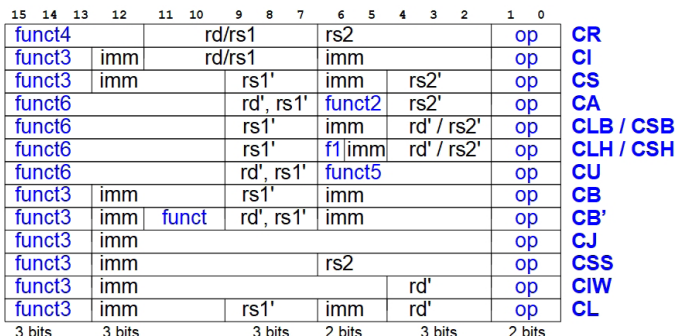 15 14 13 12 11 10 9 8 7 6 5 4 3 2 1 0
funct4 rd/rs1 rs2 op CR
funct3 imm rd/rs1 imm op CI
funct3 imm rs1' imm rs2' op CS
funct6 rd', rs1' funct2 rs2' op CA
funct6 rs1' imm rd' / rs2' op CLB / CSB
funct6 rs1' f1 imm rd' / rs2' op CLH / CSH
funct6 rd', rs1' funct5 op CU
funct3 imm rs1' imm op CB
funct3 imm funct rd', rs1' imm op CB’
funct3 imm op CJ
funct3 imm rs2 op CSS
funct3 imm rd' op CIW
funct3 imm rs1' imm rd' op CL
3 bits 3 bits 3 bits 2 bits 3 bits 2 bits